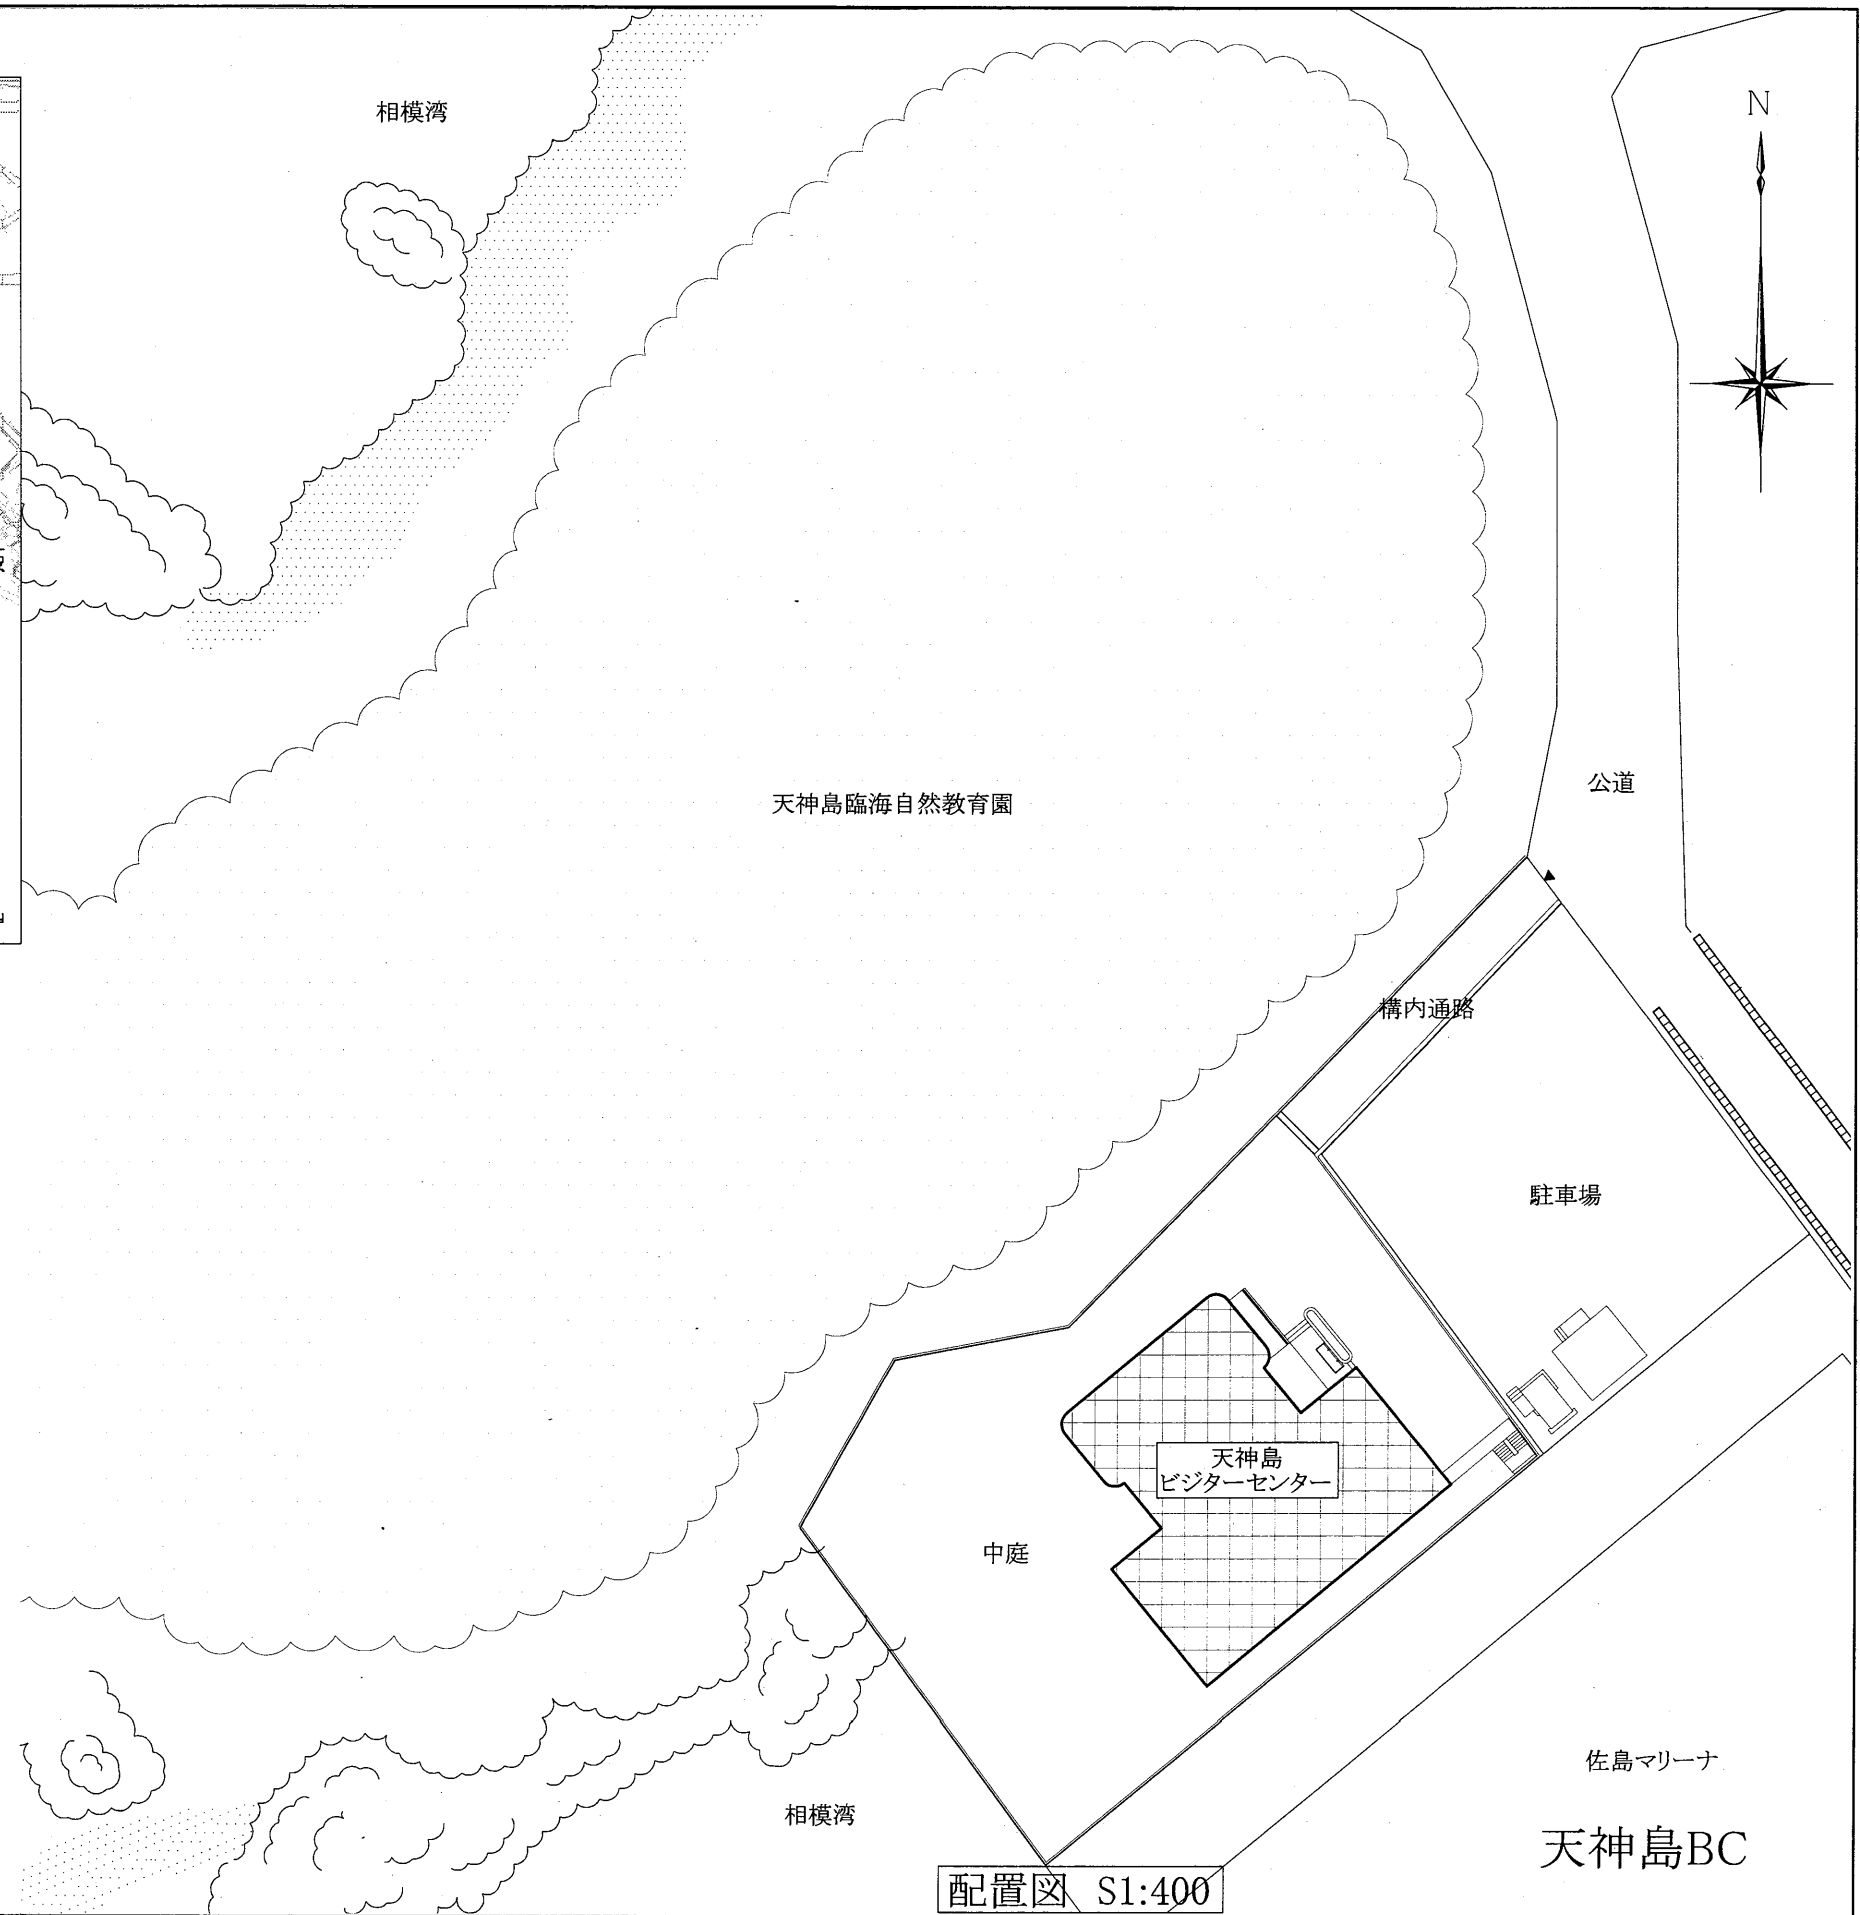 相模湾
N
公道
天神島臨海自然教育園
構内通路
駐車場
天神島
ビジターセンター
中庭
佐島マリーナ
相模湾
天神島BC
配置図 S1:400